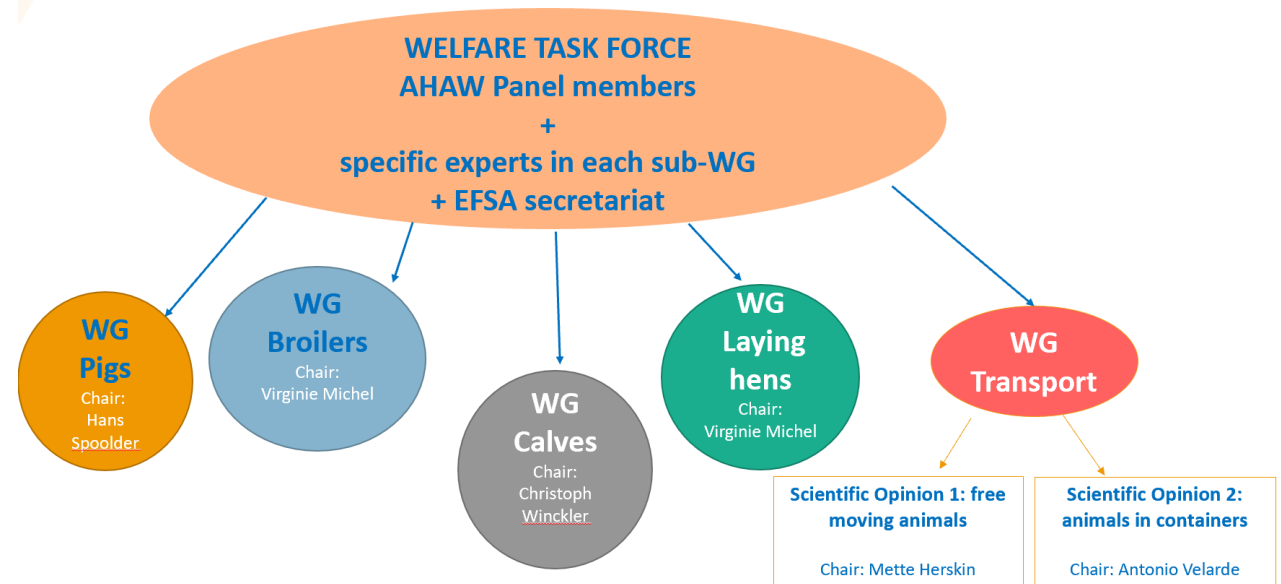 WELFARE TASK FORCE
AHAW Panel members
+
specific experts in each sub-WG
+ EFSA secretariat
WG
Pigs
Chair:
Hans
Spoolder
WG
Broilers
Chair:
Virginie Michel
WG
Calves
Chair:
Christoph
Winckler
WG
Laying
hens
Chair:
Virginie Michel
WG
Transport
Scientific Opinion 1: free
moving animals
Chair: Mette Herskin
Scientific Opinion 2:
animals in containers
Chair: Antonio Velarde